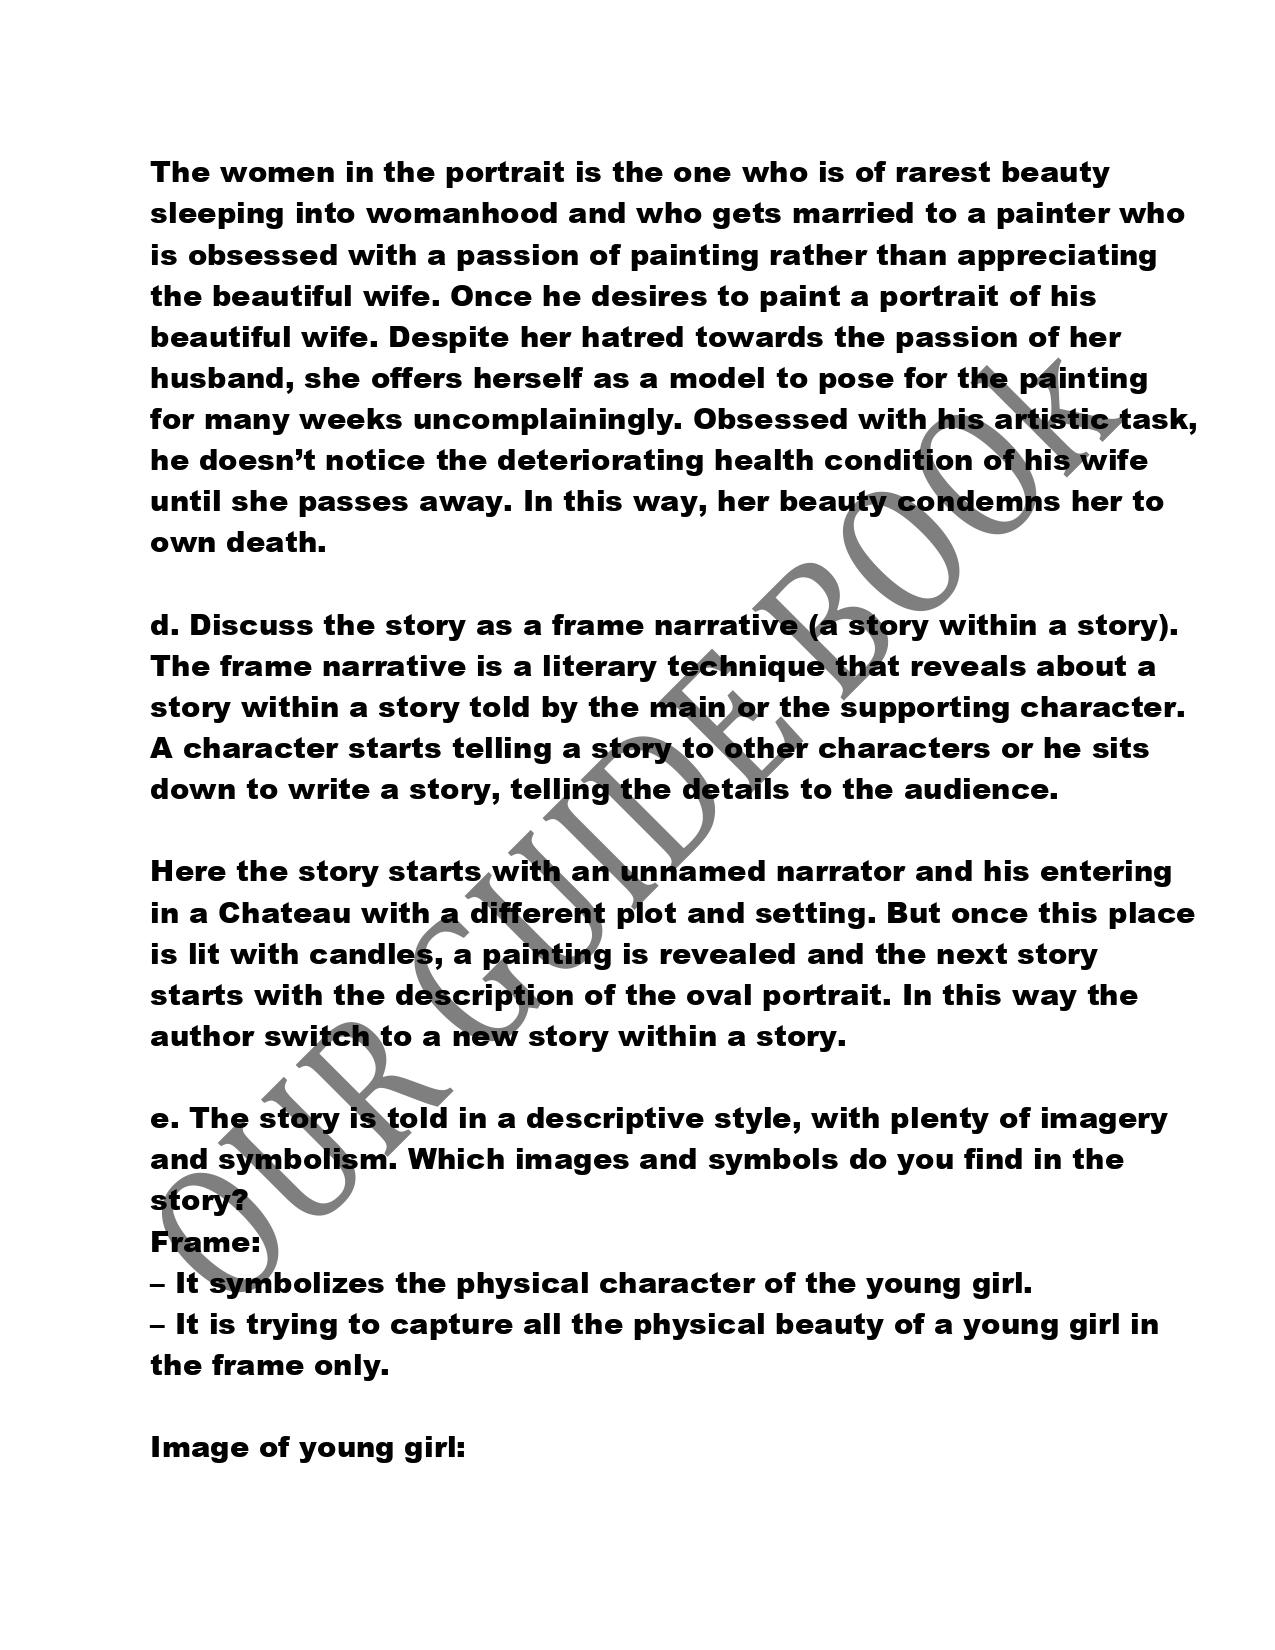 The women in the portrait is the one who is of rarest beauty
sleeping into womanhood and who gets married to a painter who
is obsessed with a passion of painting rather than appreciating
the beautiful wife. Once he desires to paint a portrait of his
beautiful wife. Despite her hatred towards the passion of her
husband, she offers herself as a model to pose for the painting
for many weeks uncomplainingly. Obsessed with his artistic task,
he doesn’t notice the deteriorating health condition of his wife
until she passes away. In this way, her beauty condemns her to
own death.
d. Discuss the story as a frame narrative (a story within a story).
The frame narrative is a literary technique that reveals about a
story within a story told by the main or the supporting character.
A character starts telling a story to other characters or he sits
down to write a story, telling the details to the audience.
Here the story starts with an unnamed narrator and his entering
in a Chateau with a different plot and setting. But once this place
is lit with candles, a painting is revealed and the next story
starts with the description of the oval portrait. In this way the
author switch to a new story within a story.
e. The story is told in a descriptive style, with plenty of imagery
and symbolism. Which images and symbols do you find in the
story?
Frame:
– It symbolizes the physical character of the young girl.
– It is trying to capture all the physical beauty of a young girl in
the frame only.
Image of young girl:
OUR GUIDE BOOk